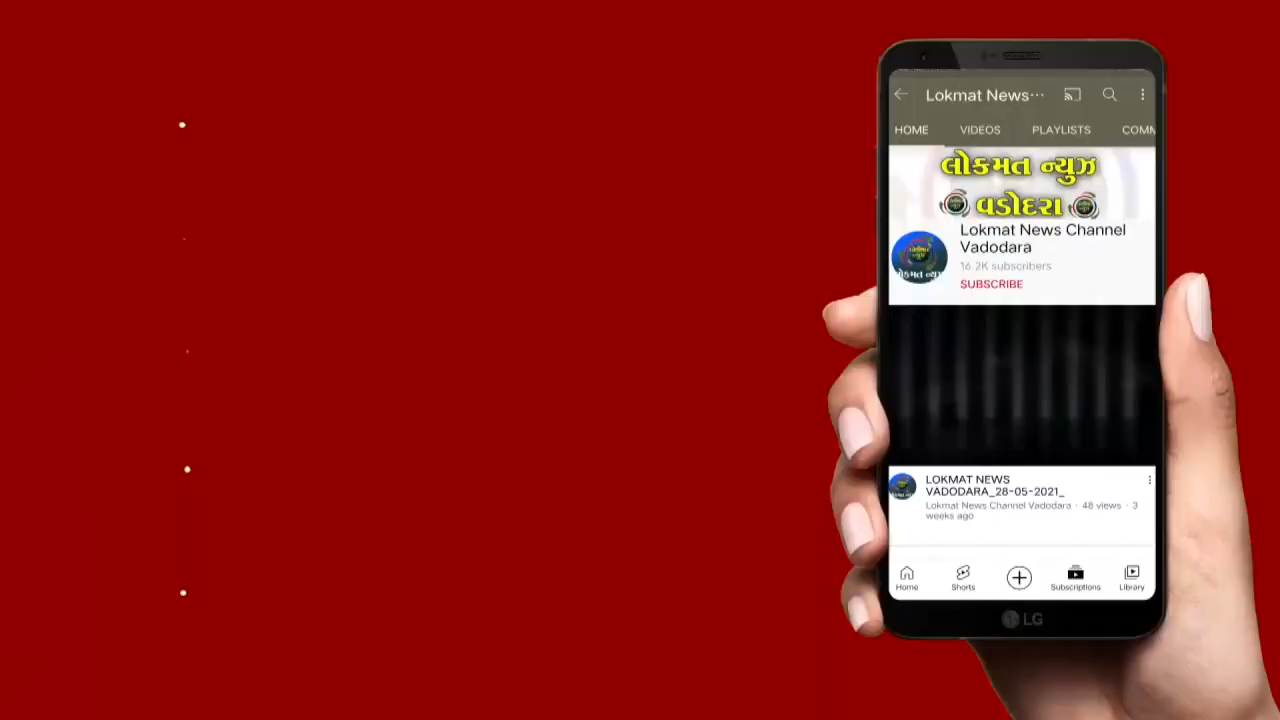 Lokmat News...
HOME VIDEOS PLAYLISTS COMM
લોકમત ન્યુઝ
વડોદરા
Lokmat News Channel
Vadodara
16.2K subscribers
SUBSCRIBE
LOKMAT NEWS
VADODARA_28-05-2021_
Lokmat News Channel Vadodara · 48 views · 3
weeks ago
Home Shorts Subscriptions Library
LG